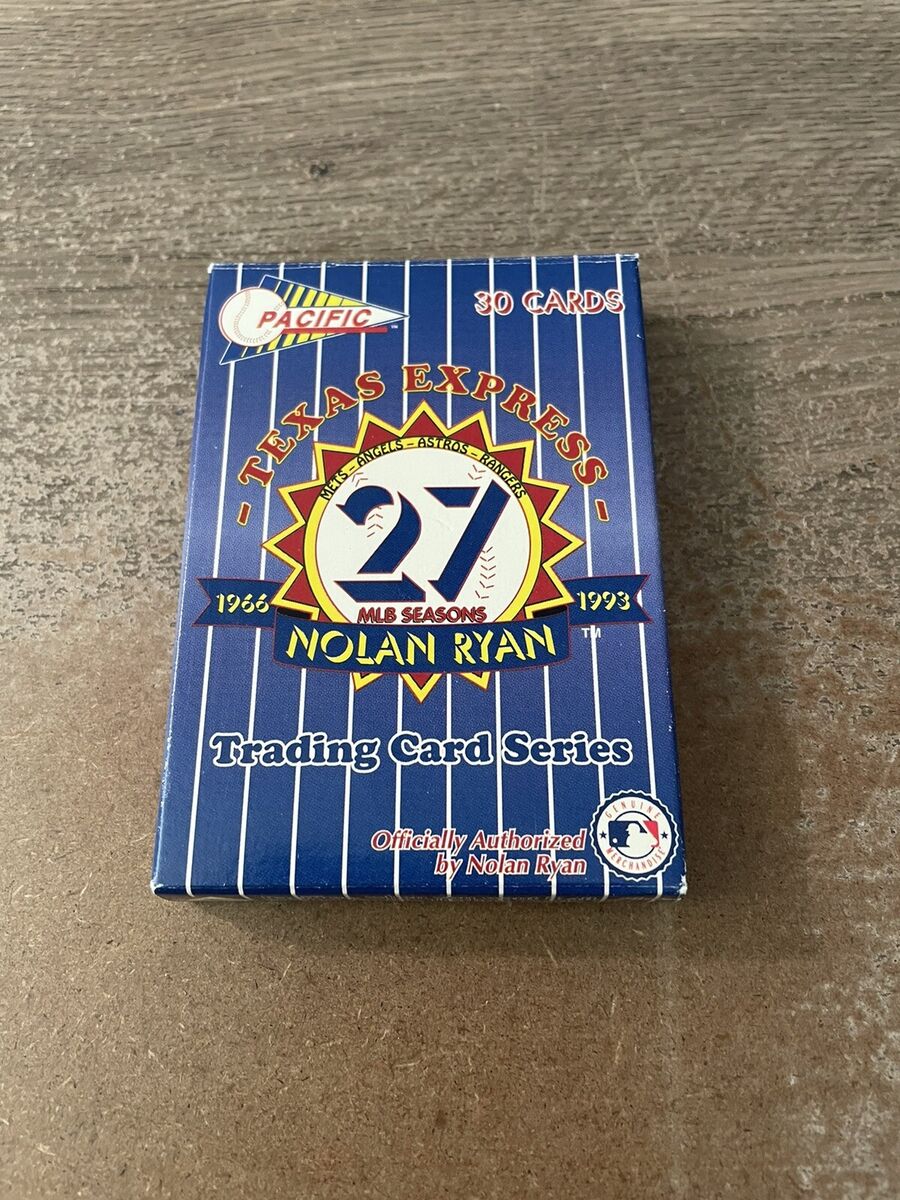 PACIFIC
TM
30 CARDS
- TEXAS EXPRESS -
METS - ANGELS - ASTROS - RANGERS
27
MLB SEASONS
1966
1993
NOLAN RYAN
TM
Trading Card Series
Officially Authorized
by Nolan Ryan
GENUINE
MERCHANDISE